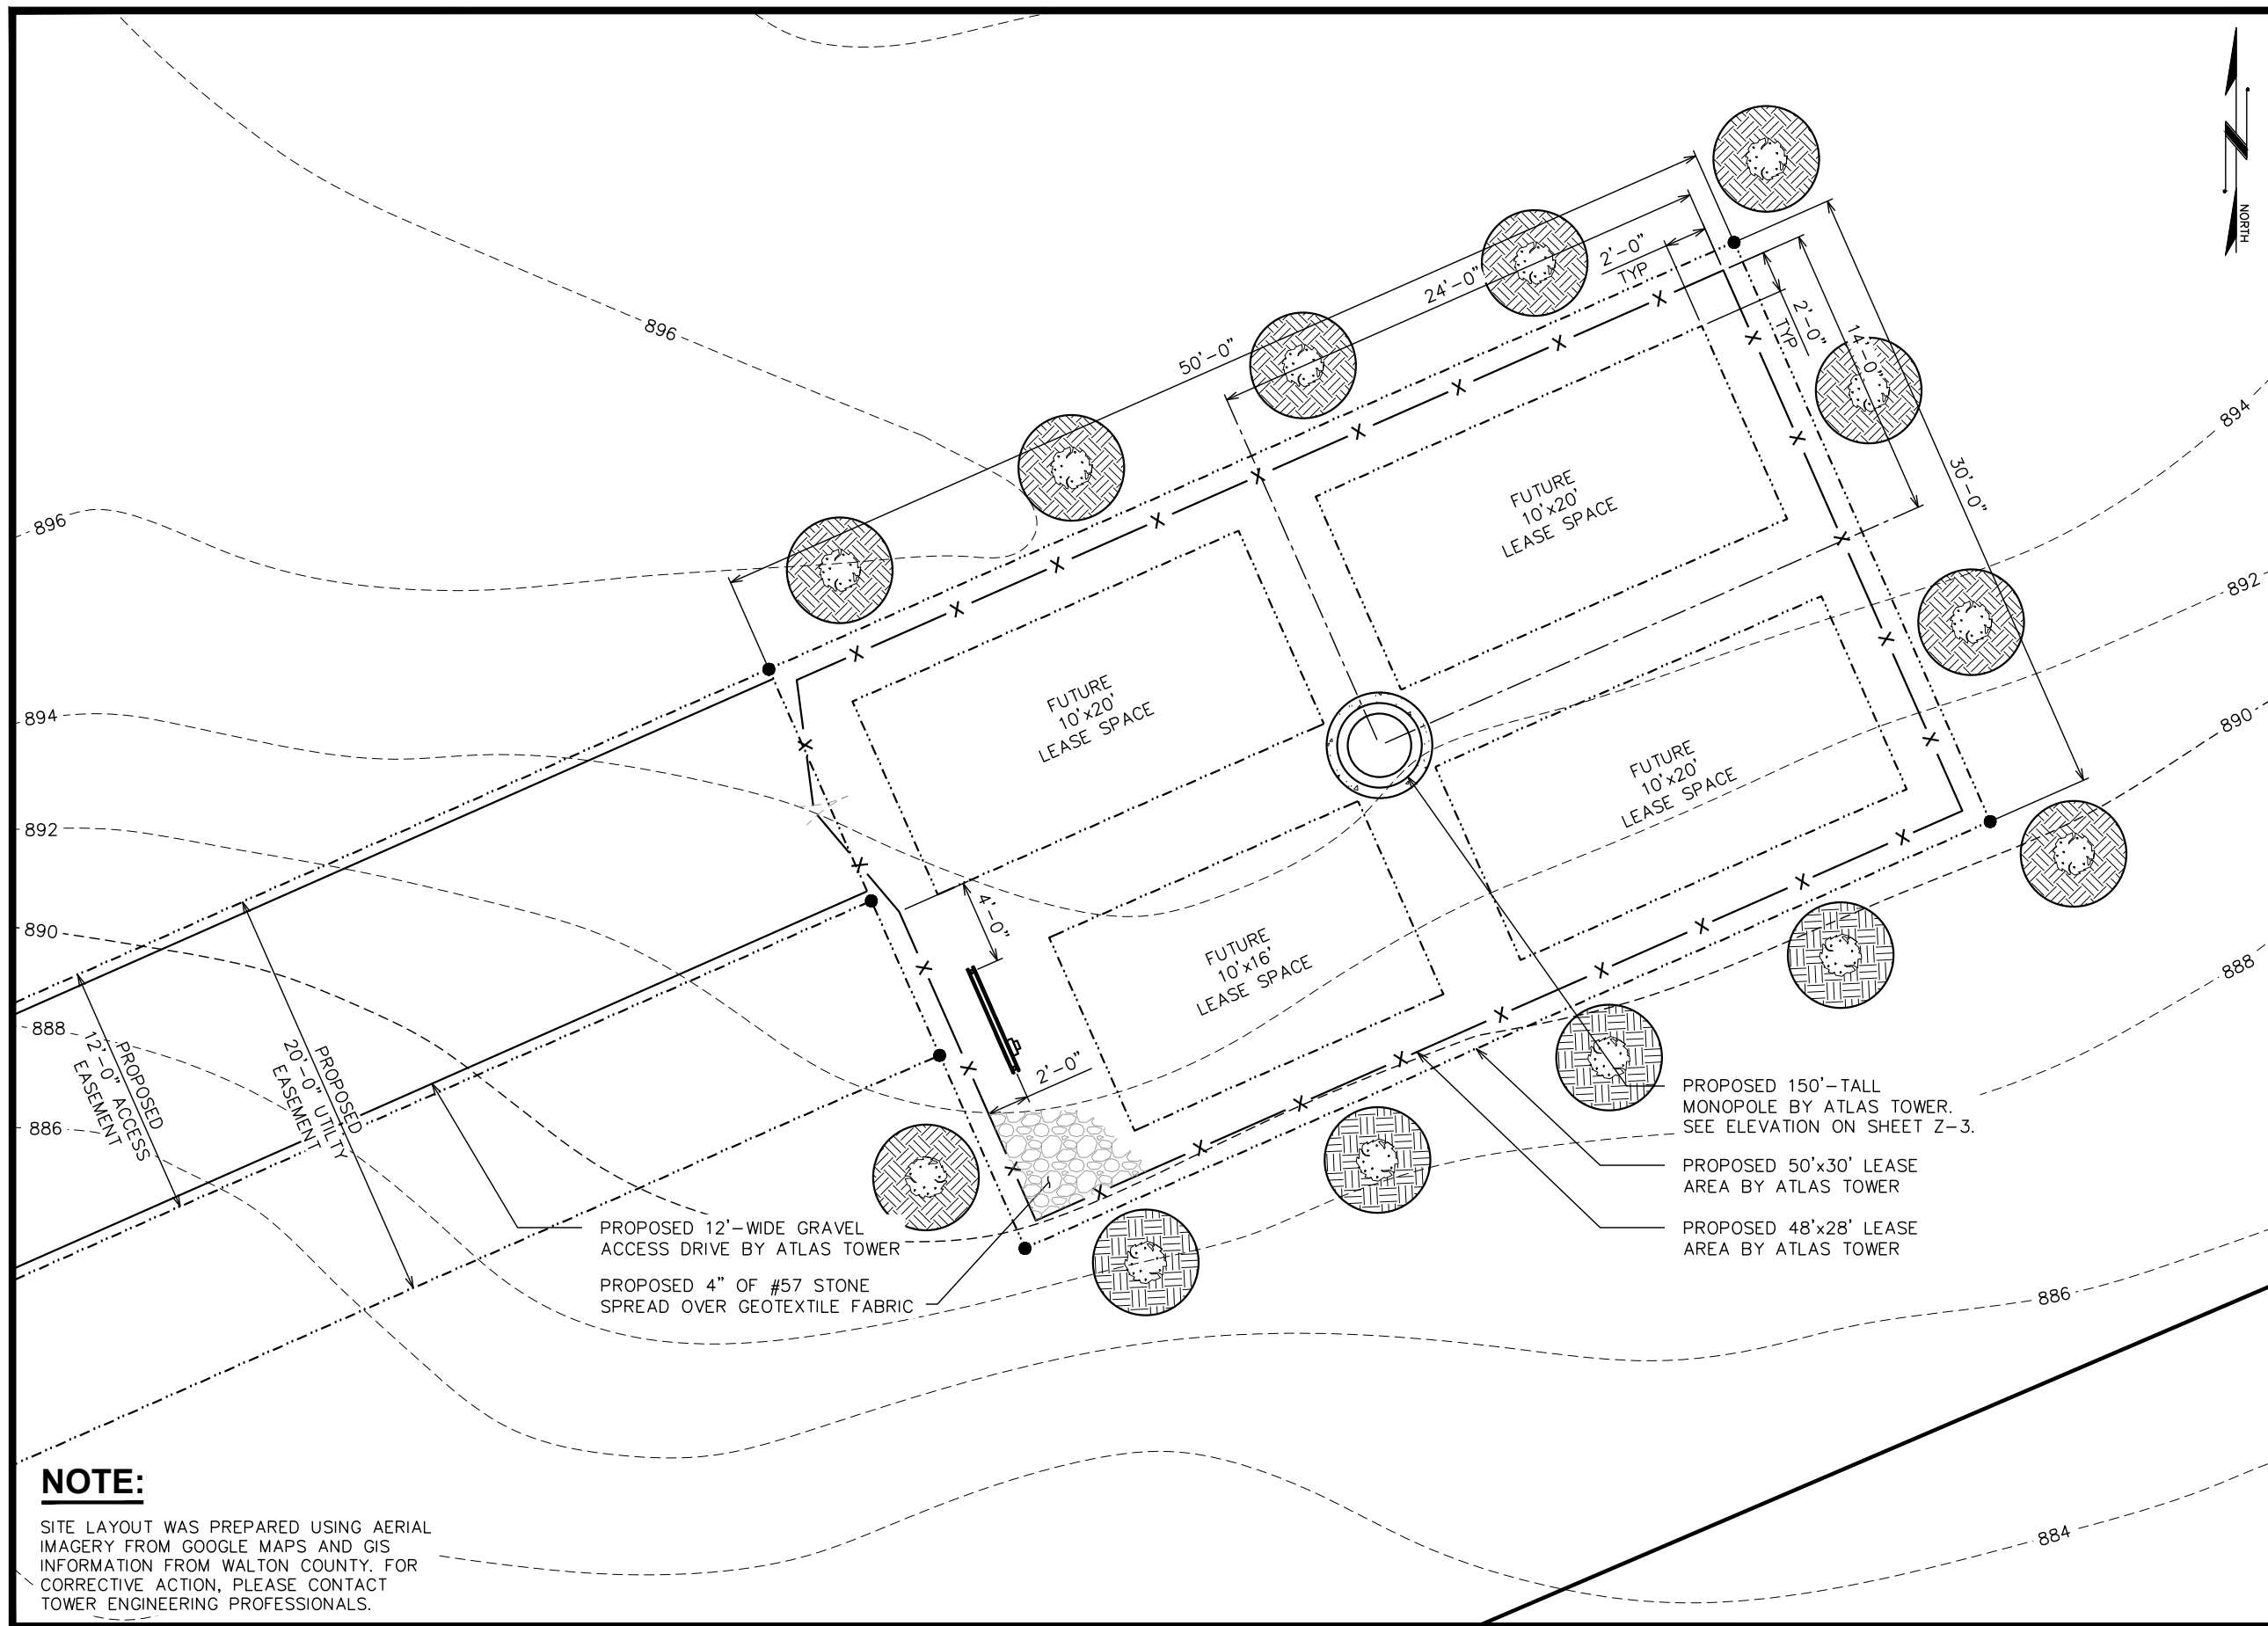 NORTH
2'-0"
TYP
24'-0"
50'-0"
2'-0"
TYP
14'-0"
30'-0"
896
896
894
894
892
892
890
890
888
888
886
886
884
FUTURE
10'x20'
LEASE SPACE
FUTURE
10'x20'
LEASE SPACE
FUTURE
10'x20'
LEASE SPACE
FUTURE
10'x16'
LEASE SPACE
4'-0"
2'-0"
PROPOSED
12'-0" ACCESS
EASEMENT
PROPOSED
20'-0" UTILTY
EASEMENT
PROPOSED 150'-TALL
MONOPOLE BY ATLAS TOWER.
SEE ELEVATION ON SHEET Z-3.
PROPOSED 50'x30' LEASE
AREA BY ATLAS TOWER
PROPOSED 48'x28' LEASE
AREA BY ATLAS TOWER
PROPOSED 12'-WIDE GRAVEL
ACCESS DRIVE BY ATLAS TOWER
PROPOSED 4" OF #57 STONE
SPREAD OVER GEOTEXTILE FABRIC
NOTE:
SITE LAYOUT WAS PREPARED USING AERIAL
IMAGERY FROM GOOGLE MAPS AND GIS
INFORMATION FROM WALTON COUNTY. FOR
CORRECTIVE ACTION, PLEASE CONTACT
TOWER ENGINEERING PROFESSIONALS.